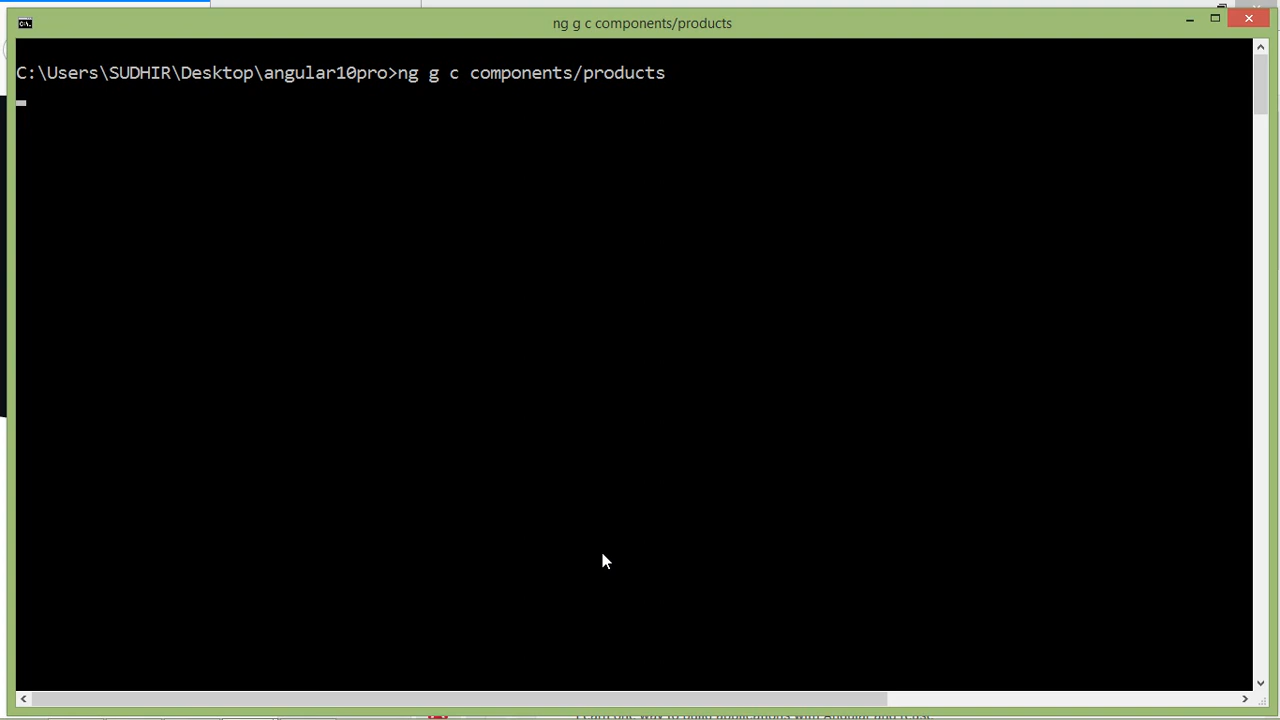 ng g c components/products
C:\Users\SUDHIR\Desktop\angular10pro>ng g c components/products